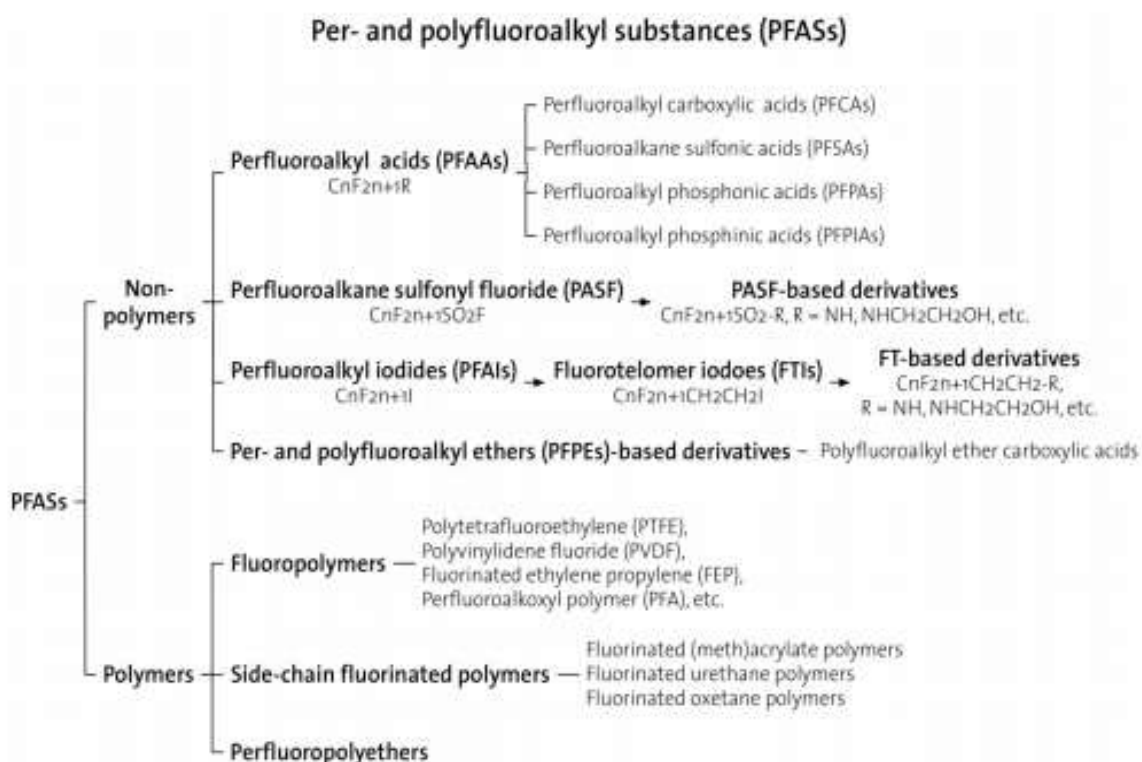 Per- and polyfluoroalkyl substances (PFASs)
Perfluoroalkyl carboxylic acids (PFCAs)
Perfluoroalkane sulfonic acids (PFSAs)
Perfluoroalkyl acids (PFAAs)
CnF2n+1R
Perfluoroalkyl phosphonic acids (PFPAs)
Perfluoroalkyl phosphinic acids (PFPIAs)
Non-
polymers
Perfluoroalkane sulfonyl fluoride (PASF)
CnF2n+1SO2F
PASF-based derivatives
CnF2n+1SO2-R, R = NH, NHCH2CH2OH, etc.
Perfluoroalkyl iodides (PFAIs)
CnF2n+1I
Fluorotelomer iodoes (FTIs)
CnF2n+1CH2CH2I
FT-based derivatives
CnF2n+1CH2CH2-R,
R = NH, NHCH2CH2OH, etc.
Per- and polyfluoroalkyl ethers (PFPEs)-based derivatives
Polyfluoroalkyl ether carboxylic acids
PFASs
Fluoropolymers
Polytetrafluoroethylene (PTFE),
Polyvinylidene fluoride (PVDF),
Fluorinated ethylene propylene (FEP),
Perfluoroalkoxyl polymer (PFA), etc.
Polymers
Side-chain fluorinated polymers
Fluorinated (meth)acrylate polymers
Fluorinated urethane polymers
Fluorinated oxetane polymers
Perfluoropolyethers